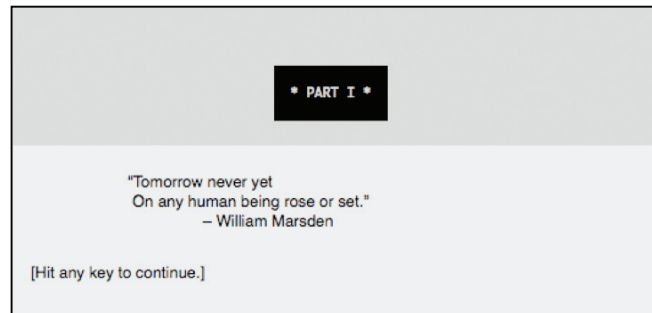 * PART I *
“Tomorrow never yet
On any human being rose or set.”
– William Marsden
[Hit any key to continue.]